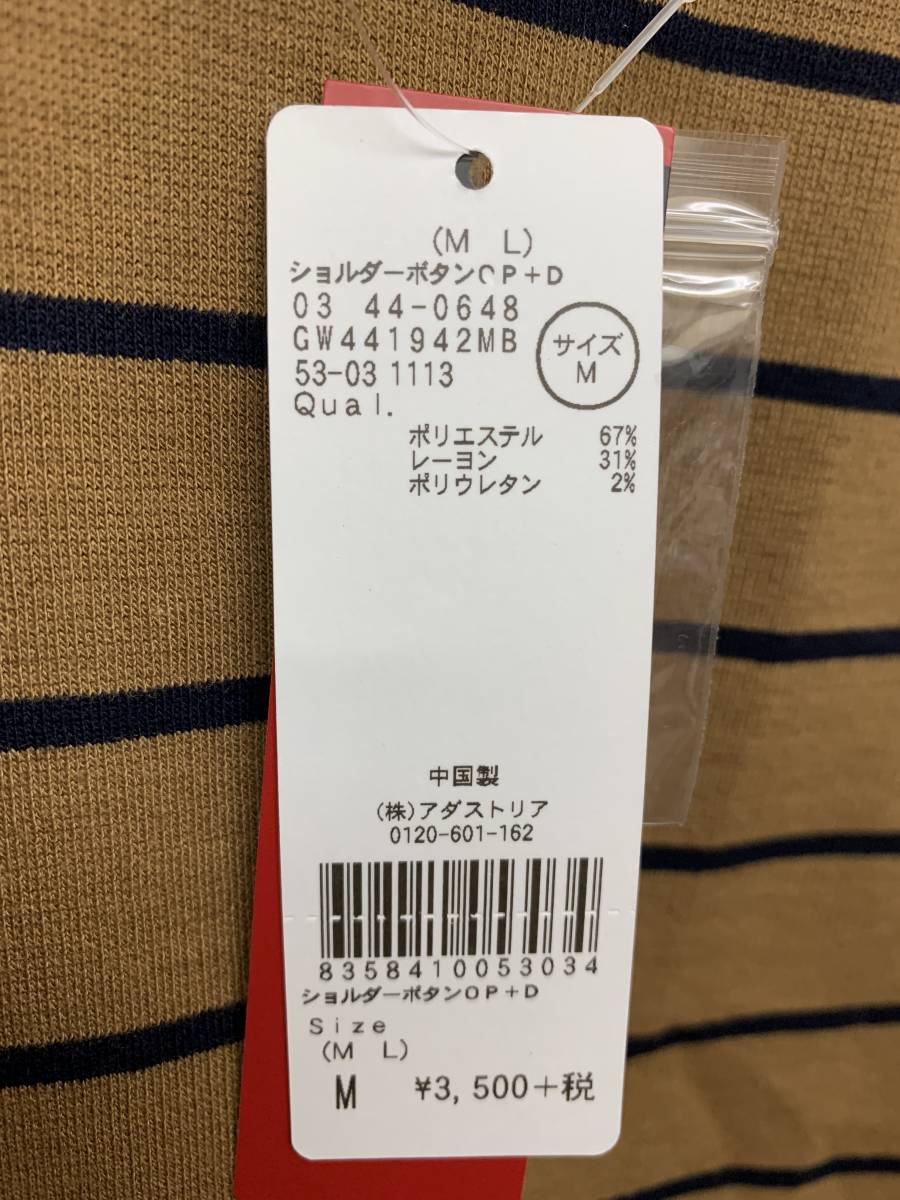 (M L)
ショルダーボタンOP+D
03 44-0648
GW441942MB
53-03 1113
サイズ
M
Qual.
ポリエステル 67%
レーヨン 31%
ポリウレタン 2%
中国製
(株)アダストリア
0120-601-162
8358410053034
ショルダーボタンOP+D
Size
(M L)
M ¥3,500+税